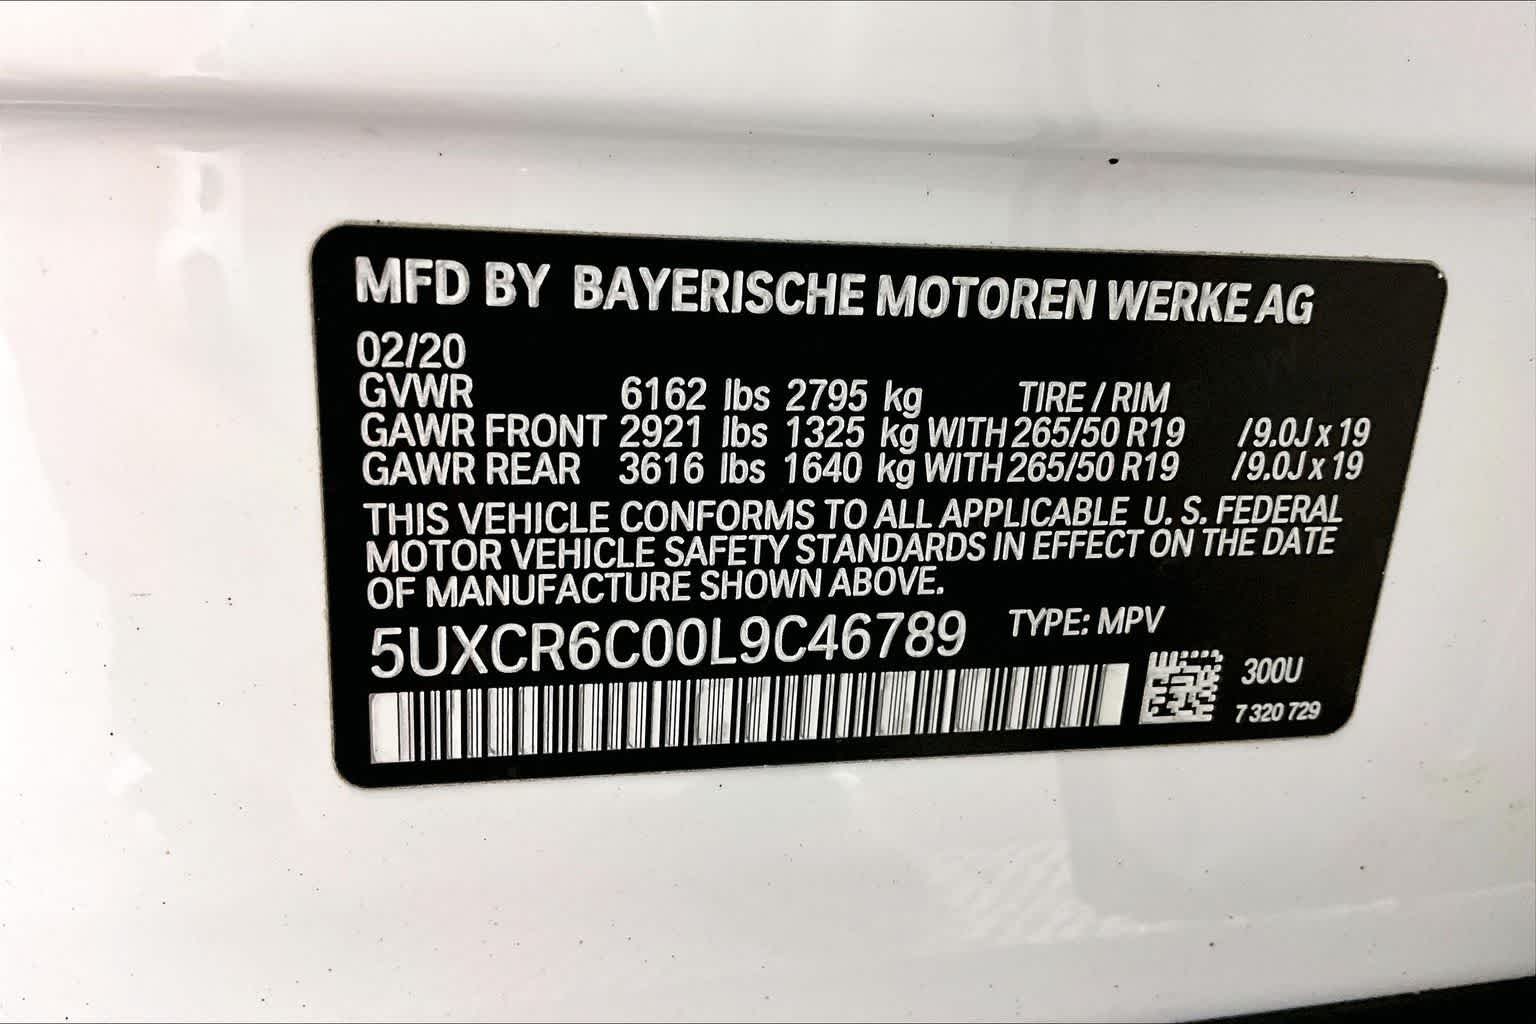 MFD BY BAYERISCHE MOTOREN WERKE AG
02/20
GVWR 6162 lbs 2795 kg TIRE / RIM
GAWR FRONT 2921 lbs 1325 kg WITH 265/50 R19 /9.0J x 19
GAWR REAR 3616 lbs 1640 kg WITH 265/50 R19 /9.0J x 19
THIS VEHICLE CONFORMS TO ALL APPLICABLE U. S. FEDERAL
MOTOR VEHICLE SAFETY STANDARDS IN EFFECT ON THE DATE
OF MANUFACTURE SHOWN ABOVE.
5UXCR6C00L9C46789 TYPE: MPV
300U
7 320 729